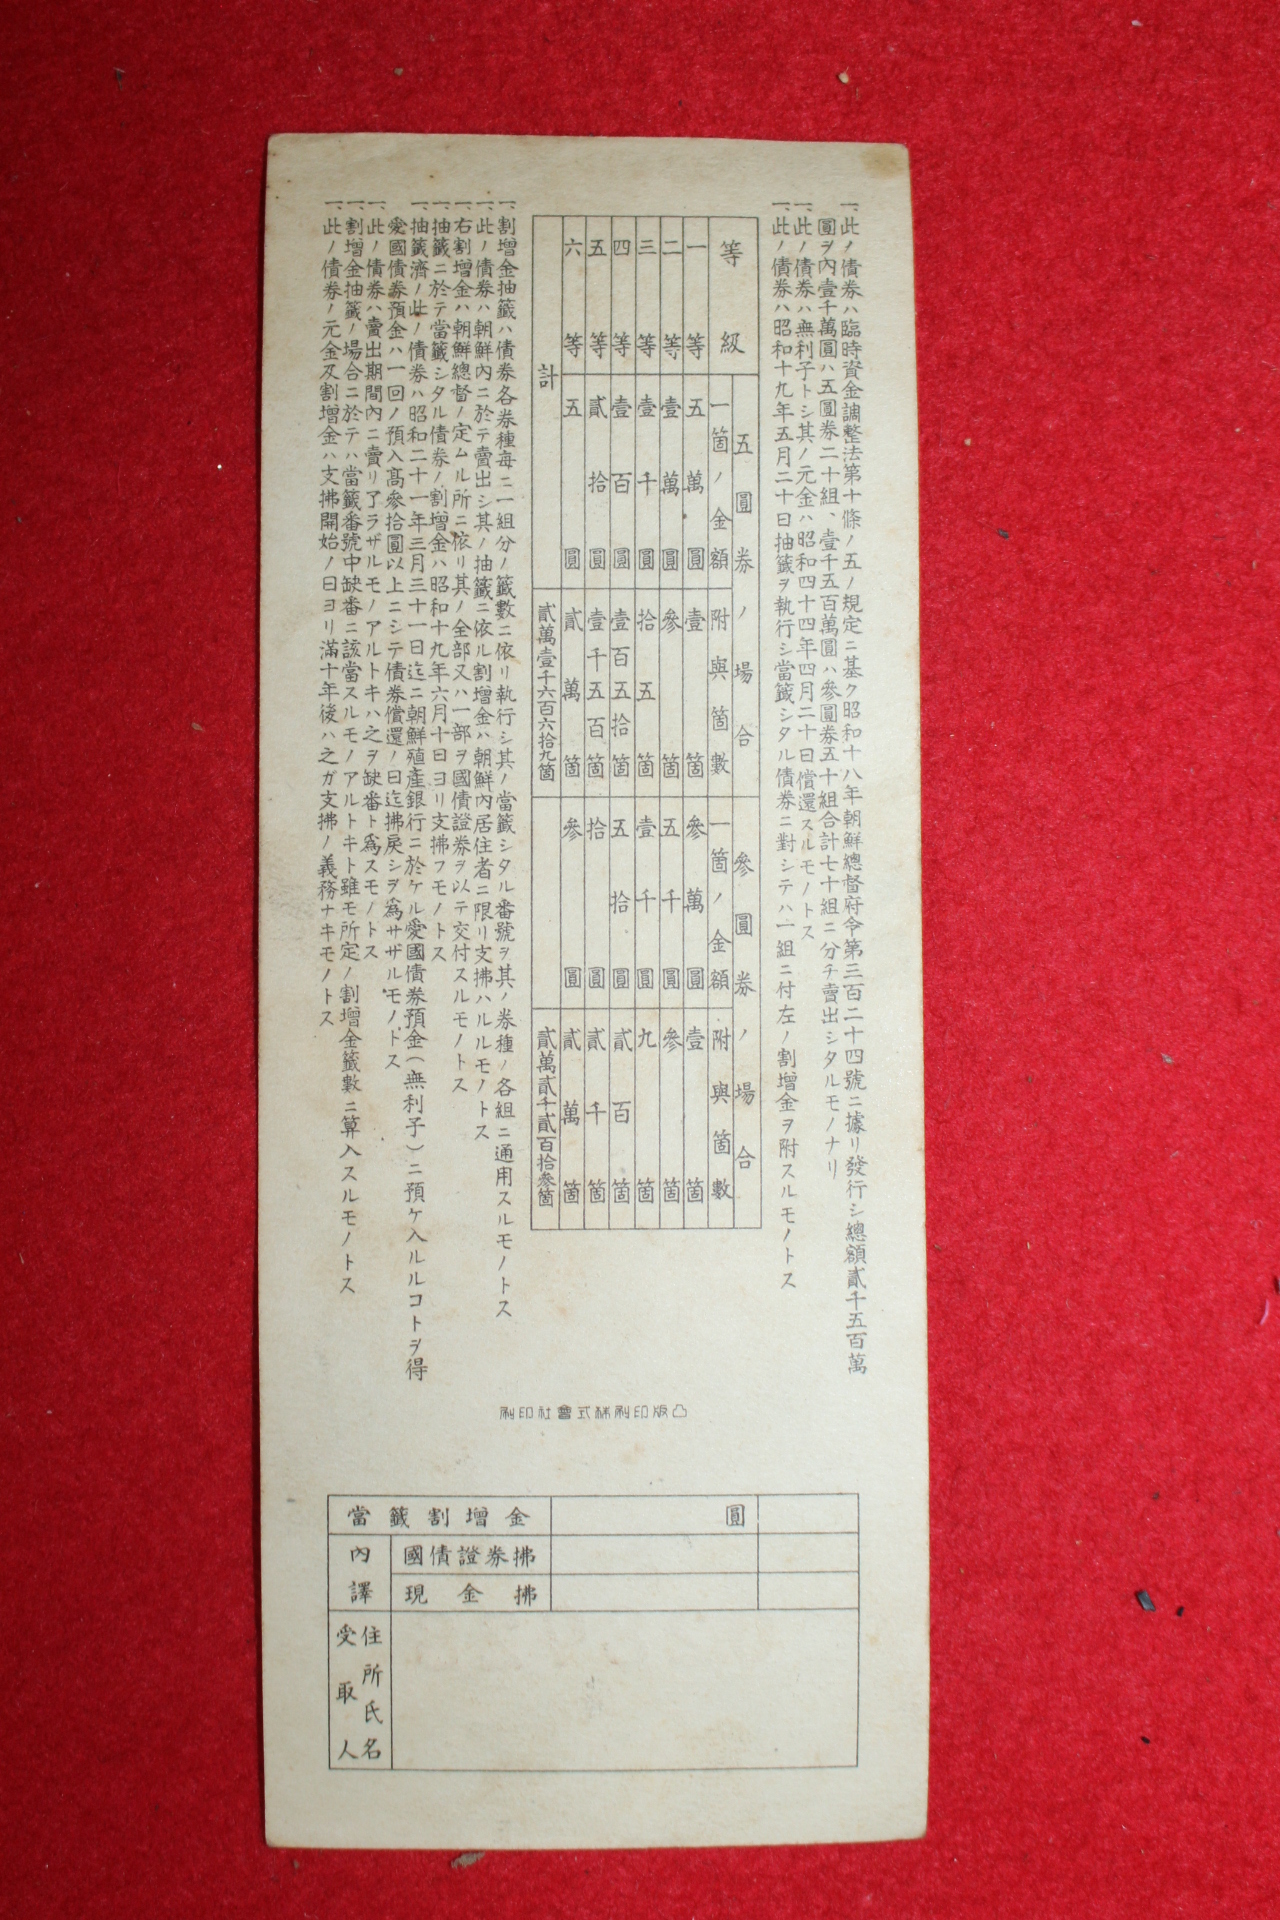 一、此ノ債券ハ臨時資金調整法第十條ノ五ノ規定ニ基ク昭和十八年朝鮮總督府令第三百二十四號ニ據リ發行シ總額貳千五百萬
圓ヲ內壹千萬圓ハ五圓券二十組、壹千五百萬圓ハ參圓券五十組合計七十組ニ分チ賣出シタルモノナリ
一、此ノ債券ハ無利子トシ其ノ元金ハ昭和四十四年四月二十日償還スルモノトス
一、此ノ債券ハ昭和十九年五月二十日抽籤ヲ執行シ當籤シタル債券ニ對シテハ一組ニ付左ノ割增金ヲ附スルモノトス
等級 五圓券ノ場合 參圓券ノ場合
一箇ノ金額 附與箇數 一箇ノ金額 附與箇數
一等 五萬圓 壹箇 參萬圓 壹箇
二等 壹萬圓 參箇 五千圓 參箇
三等 壹千圓 拾五箇 壹千圓 九箇
四等 壹百圓 壹百五拾箇 五拾圓 貳百箇
五等 貳拾圓 壹千五百箇 拾圓 貳千箇
六等 五圓 貳萬箇 參圓 貳萬箇
計 貳萬壹千六百六拾九箇 貳萬貳千貳百拾參箇
一、割增金抽籤ハ債券各券種每ニ一組分ノ籤數ニ依リ執行シ其ノ當籤シタル番號ヲ其ノ券種ノ各組ニ通用スルモノトス
一、此ノ債券ハ朝鮮內ニ於テ賣出シ其ノ抽籤ニ依ル割增金ハ朝鮮內居住者ニ限リ支拂ハルルモノトス
一、右割增金ハ朝鮮總督ノ定ムル所ニ依リ其ノ全部又ハ一部ヲ國債證券ヲ以テ交付スルモノトス
一、抽籤ニ於テ當籤シタル債券ノ割增金ハ昭和十九年六月十日ヨリ支拂フモノトス
一、抽籤濟ノ此ノ債券ハ昭和二十一年三月三十一日迄ニ朝鮮殖產銀行ニ於ケル愛國債券預金(無利子)ニ預ケ入ルルコトヲ得
愛國債券預金ハ一回ノ預入高參拾圓以上ニシテ債券償還ノ日迄拂戾シヲ爲サザルモノトス
一、此ノ債券ハ賣出期間內ニ賣リ了ラザルモノアルトキハ之ヲ缺番ト爲スモノトス
一、割增金抽籤ノ場合ニ於テハ當籤番號中缺番ニ該當スルモノアルトキト雖モ所定ノ割增金籤數ニ算入スルモノトス
一、此ノ債券ノ元金及割增金ハ支拂開始ノ日ヨリ滿十年後ハ之ガ支拂ノ義務ナキモノトス
凸版印刷株式會社印刷
當籤割增金 圓
內譯 國債證券拂
現金拂
受取人 住所氏名